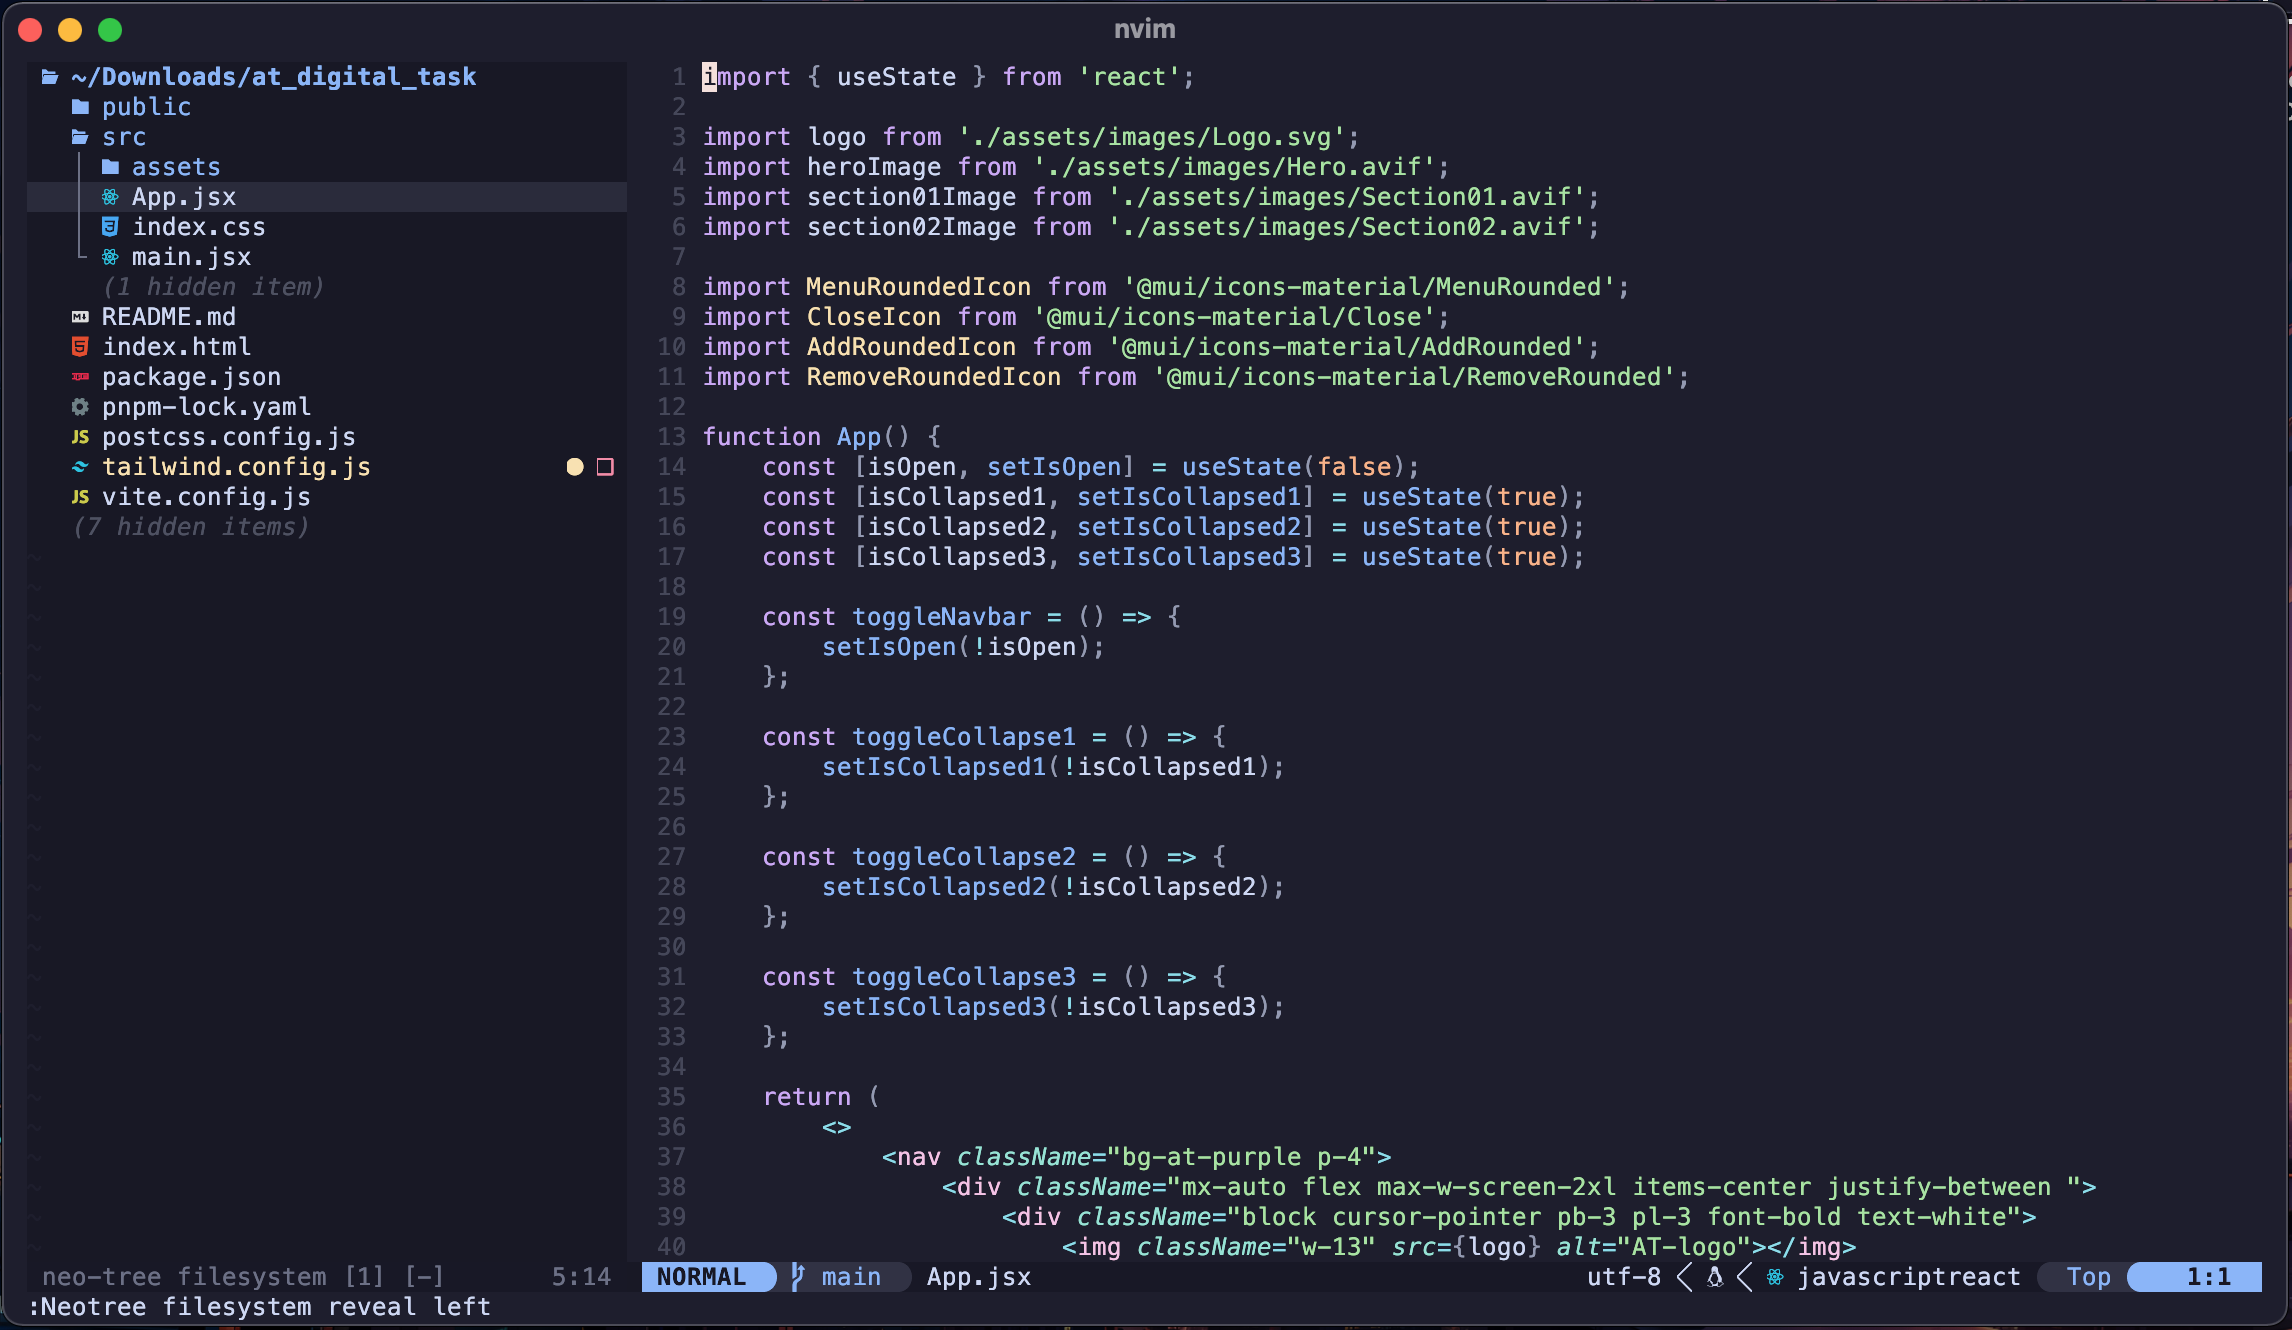 nvim
~/Downloads/at_digital_task
public
src
assets
App.jsx
index.css
main.jsx
(1 hidden item)
README.md
index.html
package.json
pnpm-lock.yaml
JS postcss.config.js
tailwind.config.js
JS vite.config.js
(7 hidden items)
1 import { useState } from 'react';
2
3 import logo from './assets/images/Logo.svg';
4 import heroImage from './assets/images/Hero.avif';
5 import section01Image from './assets/images/Section01.avif';
6 import section02Image from './assets/images/Section02.avif';
7
8 import MenuRoundedIcon from '@mui/icons-material/MenuRounded';
9 import CloseIcon from '@mui/icons-material/Close';
10 import AddRoundedIcon from '@mui/icons-material/AddRounded';
11 import RemoveRoundedIcon from '@mui/icons-material/RemoveRounded';
12
13 function App() {
14     const [isOpen, setIsOpen] = useState(false);
15     const [isCollapsed1, setIsCollapsed1] = useState(true);
16     const [isCollapsed2, setIsCollapsed2] = useState(true);
17     const [isCollapsed3, setIsCollapsed3] = useState(true);
18
19     const toggleNavbar = () => {
20         setIsOpen(!isOpen);
21     };
22
23     const toggleCollapse1 = () => {
24         setIsCollapsed1(!isCollapsed1);
25     };
26
27     const toggleCollapse2 = () => {
28         setIsCollapsed2(!isCollapsed2);
29     };
30
31     const toggleCollapse3 = () => {
32         setIsCollapsed3(!isCollapsed3);
33     };
34
35     return (
36         <>
37             <nav className="bg-at-purple p-4">
38                 <div className="mx-auto flex max-w-screen-2xl items-center justify-between ">
39                     <div className="block cursor-pointer pb-3 pl-3 font-bold text-white">
40                         <img className="w-13" src={logo} alt="AT-logo"></img>
neo-tree filesystem [1] [-] 5:14
NORMAL main App.jsx utf-8 javascriptreact Top 1:1
:Neotree filesystem reveal left